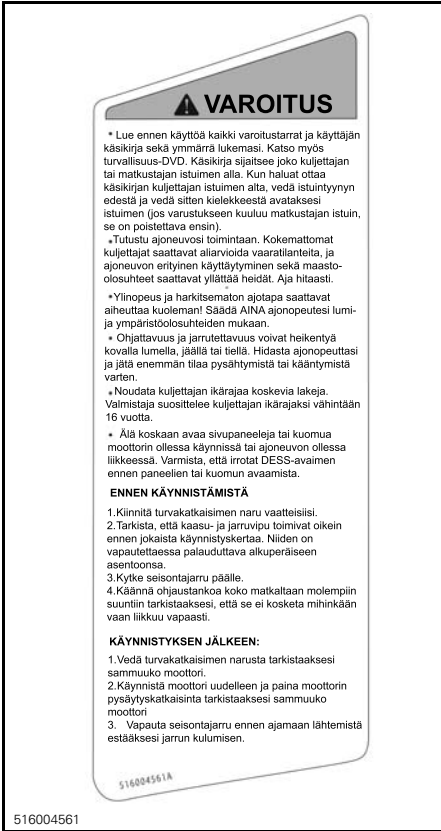 VAROITUS
* Lue ennen käyttöä kaikki varoitustarrat ja käyttäjän
käsikirja sekä ymmärrä lukemasi. Katso myös
turvallisuus-DVD. Käsikirja sijaitsee joko kuljettajan
tai matkustajan istuimen alla. Kun haluat ottaa
käsikirjan kuljettajan istuimen alta, vedä istuintyynyn
edestä ja vedä sitten kielekkeestä avataksesi
istuimen (jos varustukseen kuuluu matkustajan istuin,
se on poistettava ensin).
*Tutustu ajoneuvosi toimintaan. Kokemattomat
kuljettajat saattavat aliarvioida vaaratilanteita, ja
ajoneuvon erityinen käyttäytyminen sekä maasto-
olosuhteet saattavat yllättää heidät. Aja hitaasti.
*Ylinopeus ja harkitsematon ajotapa saattavat
aiheuttaa kuoleman! Säädä AINA ajonopeutesi lumi-
ja ympäristöolosuhteiden mukaan.
* Ohjattavuus ja jarrutettavuus voivat heikentyä
kovalla lumella, jäällä tai tiellä. Hidasta ajonopeuttasi
ja jätä enemmän tilaa pysähtymistä tai kääntymistä
varten.
*Noudata kuljettajan ikärajaa koskevia lakeja.
Valmistaja suosittelee kuljettajan ikärajaksi vähintään
16 vuotta.
* Älä koskaan avaa sivupaneeleja tai kuomua
moottorin ollessa käynnissä tai ajoneuvon ollessa
liikkeessä. Varmista, että irrotat DESS-avaimen
ennen paneelien tai kuomun avaamista.
ENNEN KÄYNNISTÄMISTÄ
1.Kiinnitä turvakatkaisimen naru vaatteisiisi.
2.Tarkista, että kaasu- ja jarruvipu toimivat oikein
ennen jokaista käynnistyskertaa. Niiden on
vapautettaessa palauduttava alkuperäiseen
asentoonsa.
3.Kytke seisontajarru päälle.
4.Käännä ohjaustankoa koko matkaltaan molempiin
suuntiin tarkistaaksesi, että se ei kosketa mihinkään
vaan liikkuu vapaasti.
KÄYNNISTYKSEN JÄLKEEN:
1.Vedä turvakatkaisimen narusta tarkistaaksesi
sammuuko moottori.
2.Käynnistä moottori uudelleen ja paina moottorin
pysäytyskatkaisinta tarkistaaksesi sammuuko
moottori
3. Vapauta seisontajarru ennen ajamaan lähtemistä
estääksesi jarrun kulumisen.
516004561A
516004561